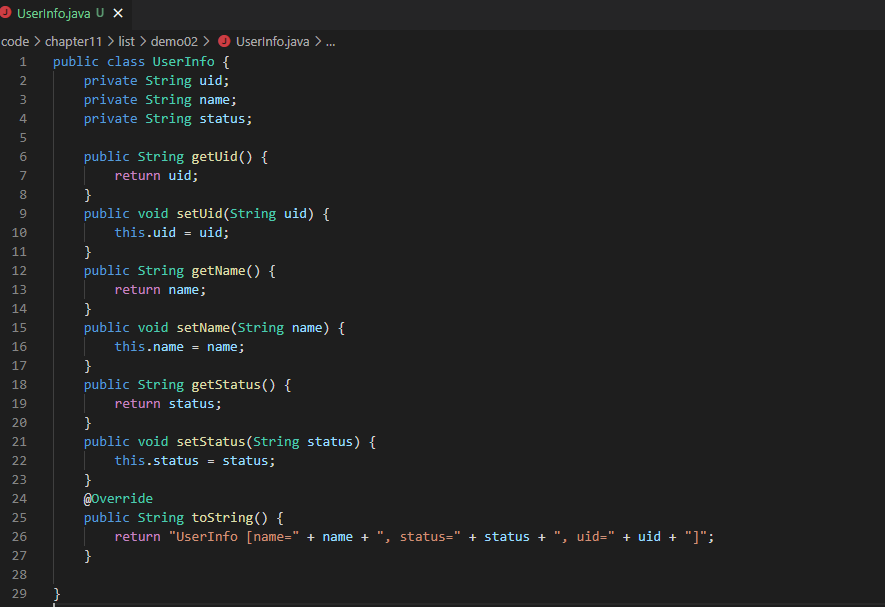 J UserInfo.java U ×
code > chapter11 > list > demo02 > J UserInfo.java > ...
1 public class UserInfo {
2     private String uid;
3     private String name;
4     private String status;
5
6     public String getUid() {
7         return uid;
8     }
9     public void setUid(String uid) {
10         this.uid = uid;
11     }
12     public String getName() {
13         return name;
14     }
15     public void setName(String name) {
16         this.name = name;
17     }
18     public String getStatus() {
19         return status;
20     }
21     public void setStatus(String status) {
22         this.status = status;
23     }
24     @Override
25     public String toString() {
26         return "UserInfo [name=" + name + ", status=" + status + ", uid=" + uid + "]";
27     }
28
29 }